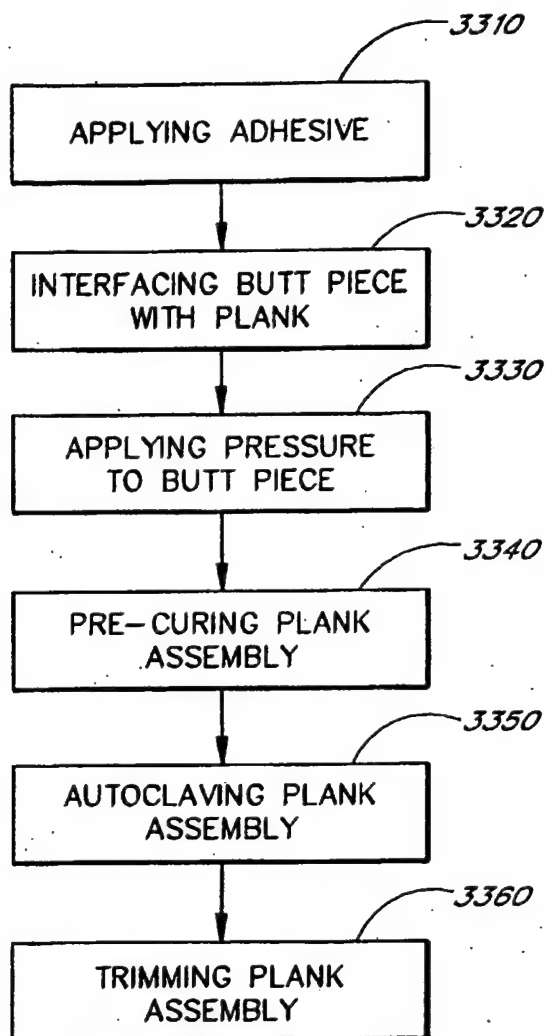 3310
APPLYING ADHESIVE
3320
INTERFACING BUTT PIECE
WITH PLANK
3330
APPLYING PRESSURE
TO BUTT PIECE
3340
PRE-CURING PLANK
ASSEMBLY
3350
AUTOCLAVING PLANK
ASSEMBLY
3360
TRIMMING PLANK
ASSEMBLY